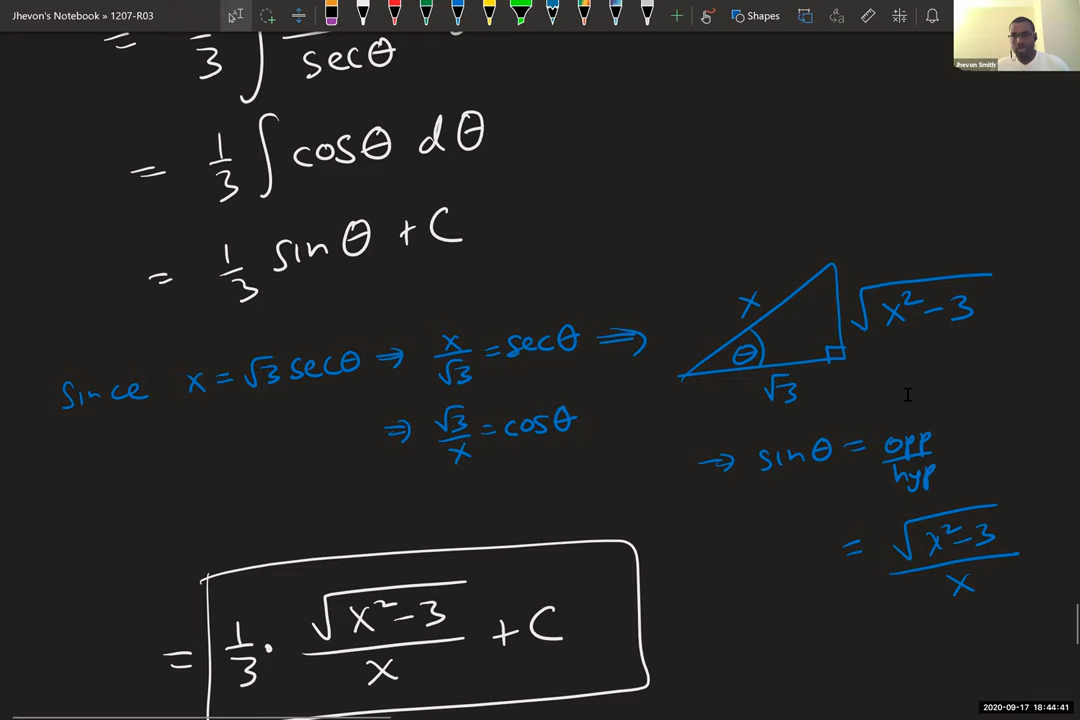 Jhevon's Notebook » 1207-R03
Shapes
Jhevon Smith
= 1/3 ∫ / secθ
= 1/3 ∫ cosθ dθ
= 1/3 sinθ + C
Since x = √3 secθ ⇒ x/√3 = secθ ⇒
⇒ √3/x = cosθ
x
√(x² - 3)
θ
√3
→ sinθ = opp/hyp
= √(x² - 3)/x
= 1/3 · √(x² - 3)/x + C
2020-09-17 18:44:41